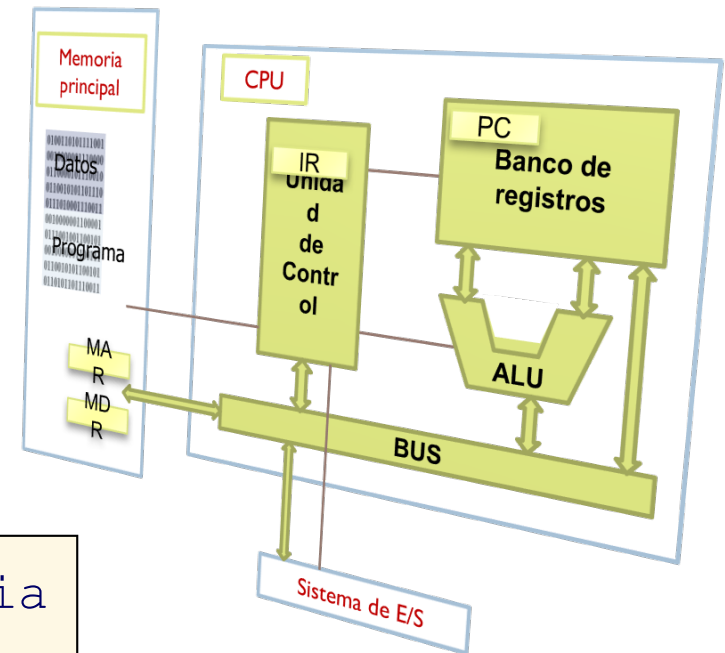 Memoria
principal
Datos
Programa
MA
R
MD
R
CPU
IR
Unida
d
de
Contr
ol
PC
Banco de
registros
ALU
BUS
Sistema de E/S
ia